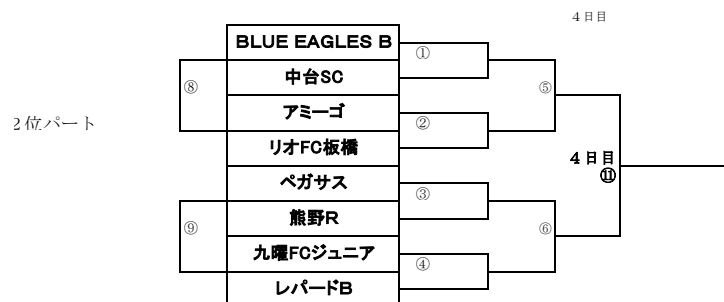 4日目
BLUE EAGLES B
①
中台SC
⑧
⑤
アミーゴ
②
2位パート
リオFC板橋
4日目
⑪
ペガサス
③
熊野R
⑨
⑥
九曜FCジュニア
④
レパードB